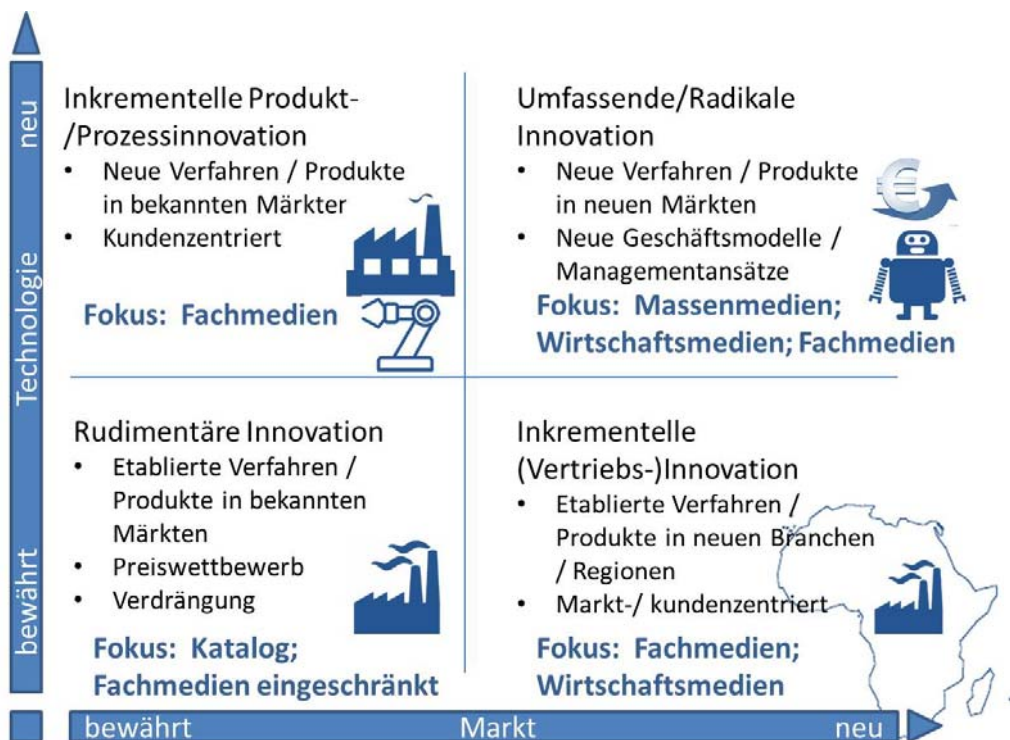 neu
Technologie
bewährt
Inkrementelle Produkt-
/Prozessinnovation
• Neue Verfahren / Produkte
in bekannten Märkter
• Kundenzentriert
Fokus: Fachmedien
Umfassende/Radikale
Innovation
• Neue Verfahren / Produkte
in neuen Märkten
• Neue Geschäftsmodelle /
Managementansätze
Fokus: Massenmedien;
Wirtschaftsmedien; Fachmedien
€
Rudimentäre Innovation
• Etablierte Verfahren /
Produkte in bekannten
Märkten
• Preiswettbewerb
• Verdrängung
Fokus: Katalog;
Fachmedien eingeschränkt
Inkrementelle
(Vertriebs-)Innovation
• Etablierte Verfahren /
Produkte in neuen Branchen
/ Regionen
• Markt-/ kundenzentriert
Fokus: Fachmedien;
Wirtschaftsmedien
bewährt Markt neu